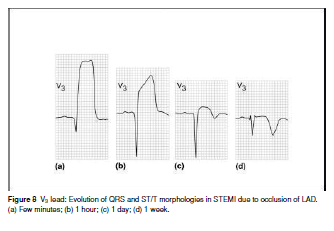 V3
V3
V3
V3
(a)
(b)
(c)
(d)
Figure 8 V3 lead: Evolution of QRS and ST/T morphologies in STEMI due to occlusion of LAD.
(a) Few minutes; (b) 1 hour; (c) 1 day; (d) 1 week.